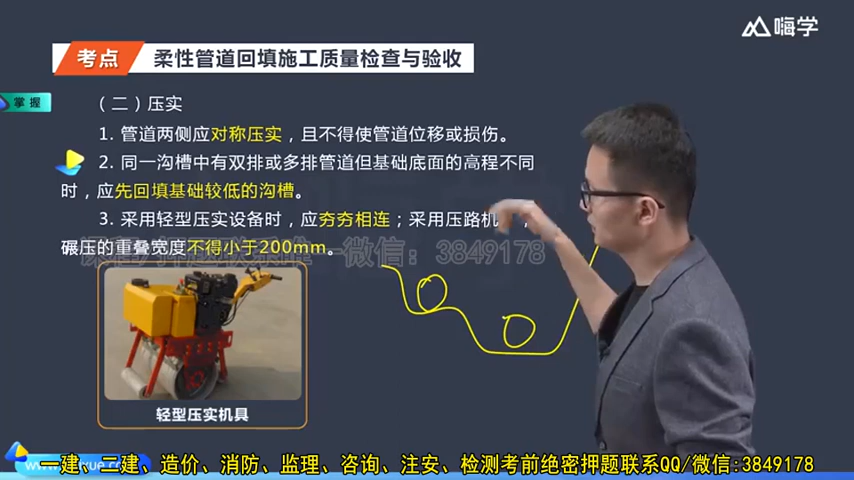 嗨学
考点
柔性管道回填施工质量检查与验收
掌握
（二）压实
1. 管道两侧应对称压实，且不得使管道位移或损伤。
2. 同一沟槽中有双排或多排管道但基础底面的高程不同
时，应先回填基础较低的沟槽。
3. 采用轻型压实设备时，应夯夯相连；采用压路机
碾压的重叠宽度不得小于200mm。
微信：3849178
轻型压实机具
一建、二建、造价、消防、监理、咨询、注安、检测考前绝密押题联系QQ/微信:3849178